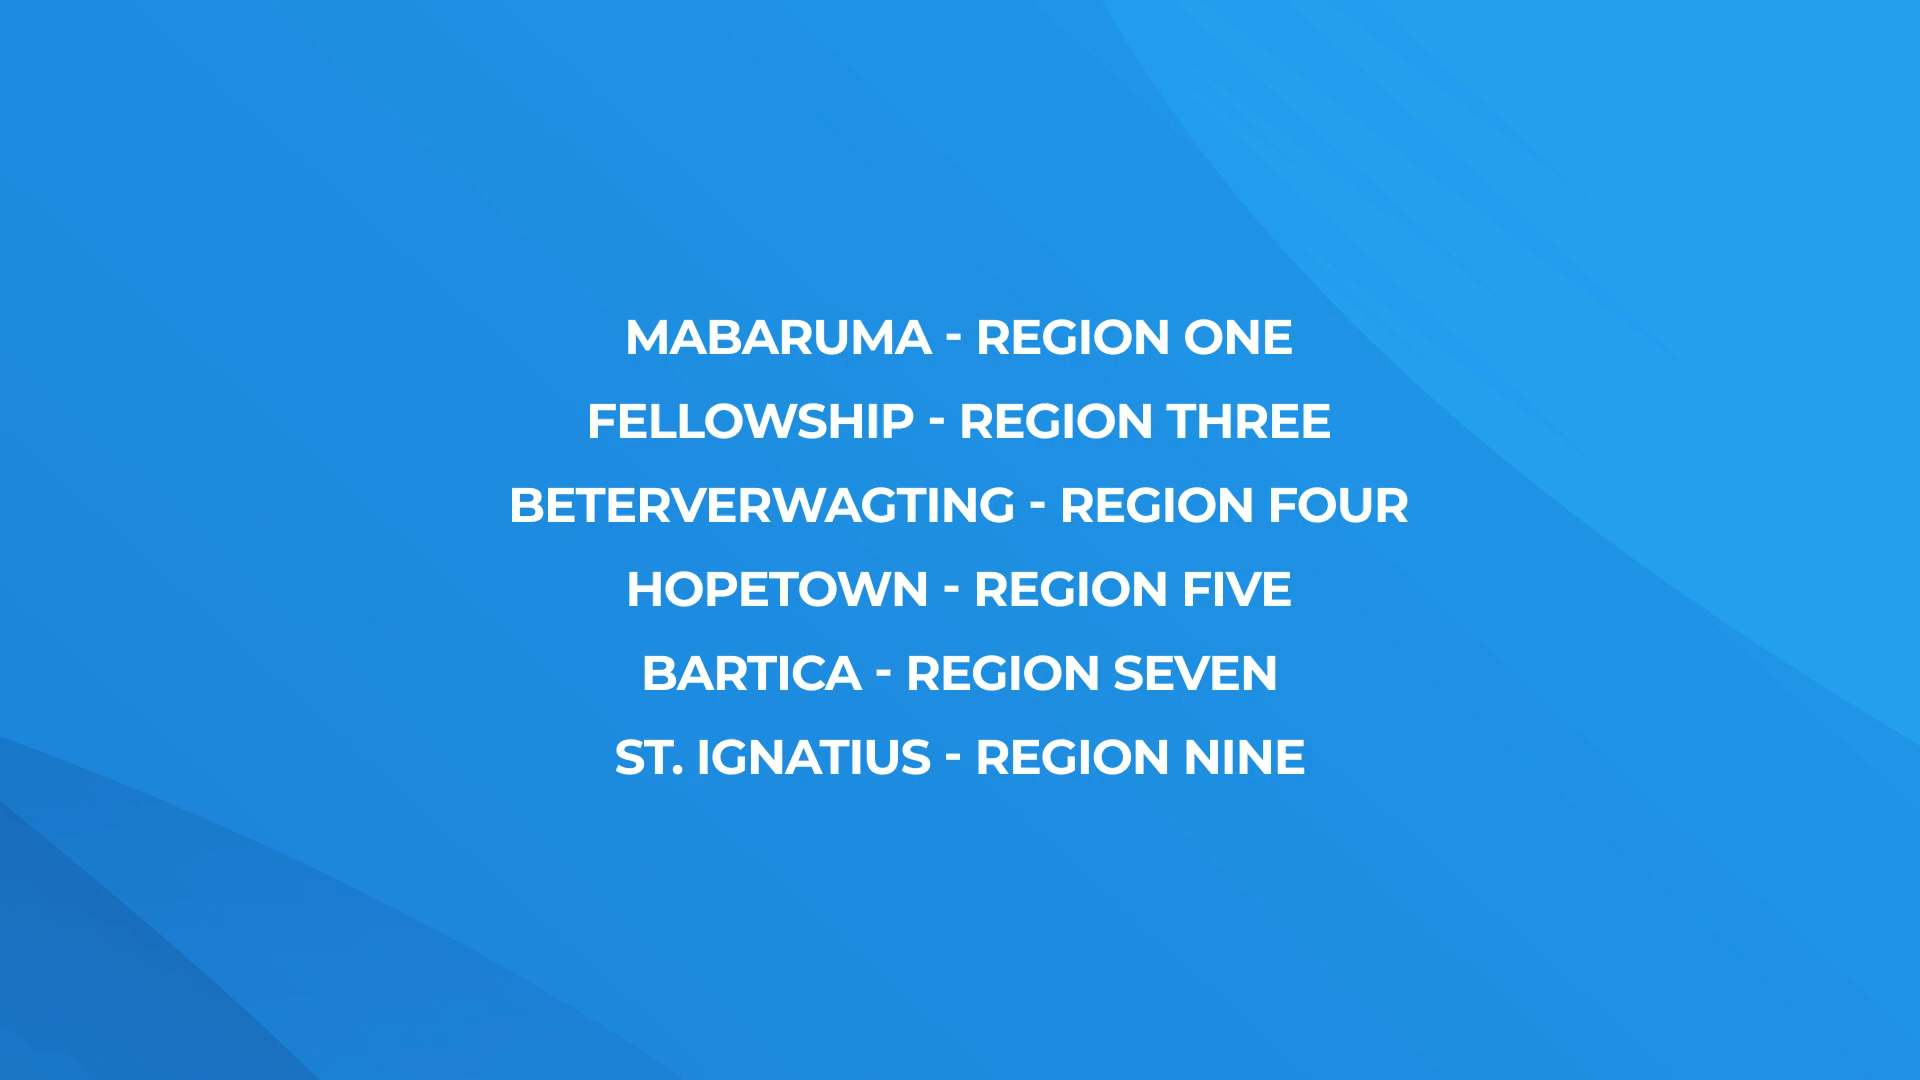 MABARUMA - REGION ONE
FELLOWSHIP - REGION THREE
BETERVERWAGTING - REGION FOUR
HOPETOWN - REGION FIVE
BARTICA - REGION SEVEN
ST. IGNATIUS - REGION NINE